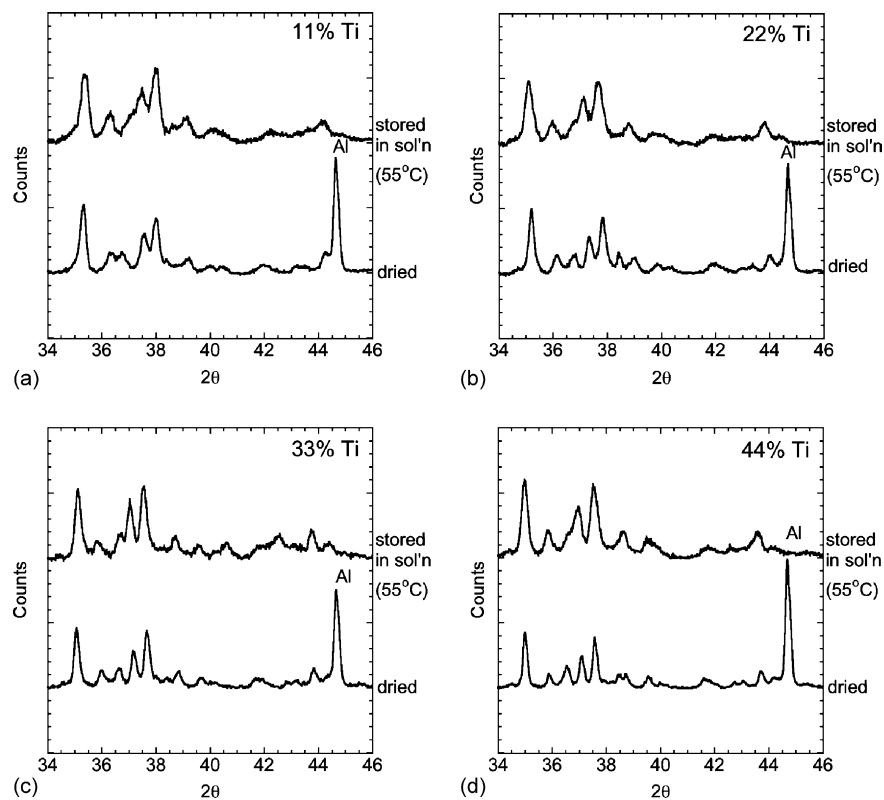 11% Ti
Counts
stored
in sol'n
Al
(55°C)
dried
34 36 38 40 42 44 46
2θ
(a)
22% Ti
Counts
stored
in sol'n
Al
(55°C)
dried
34 36 38 40 42 44 46
2θ
(b)
33% Ti
Counts
stored
in sol'n
Al
(55°C)
dried
34 36 38 40 42 44 46
2θ
(c)
44% Ti
Counts
Al
stored
in sol'n
(55°C)
dried
34 36 38 40 42 44 46
2θ
(d)